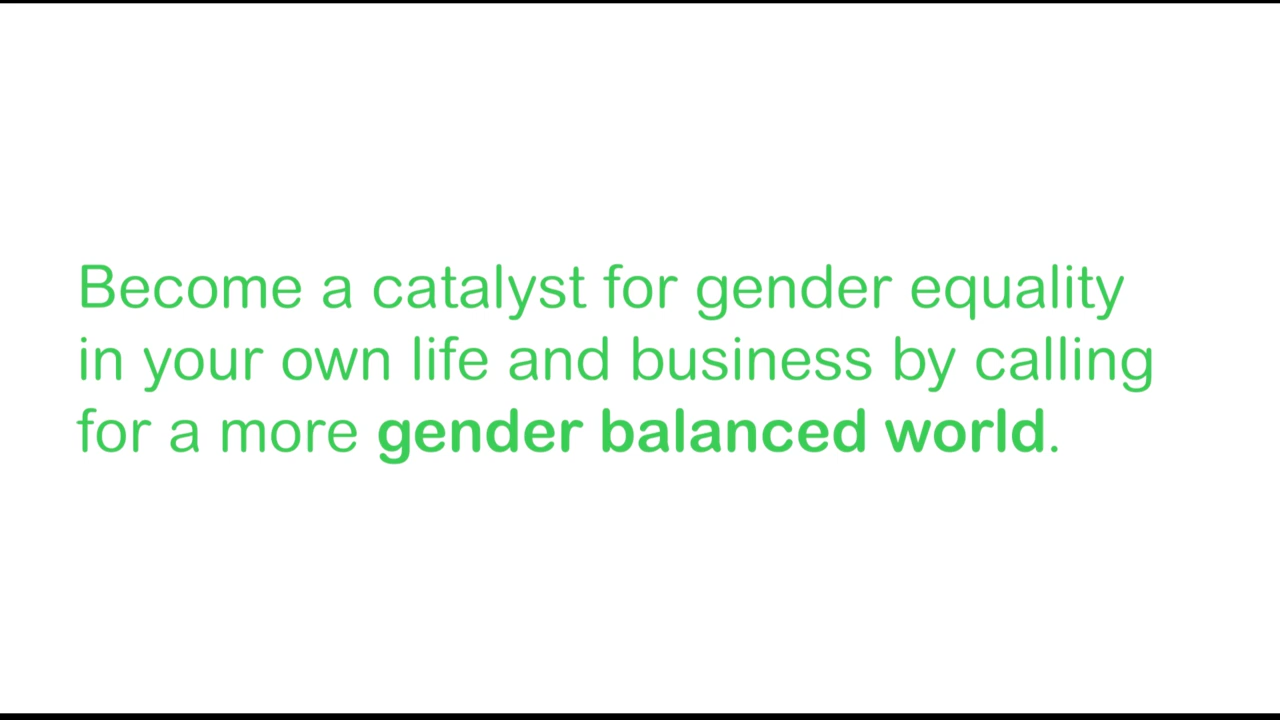 Become a catalyst for gender equality
in your own life and business by calling
for a more gender balanced world.